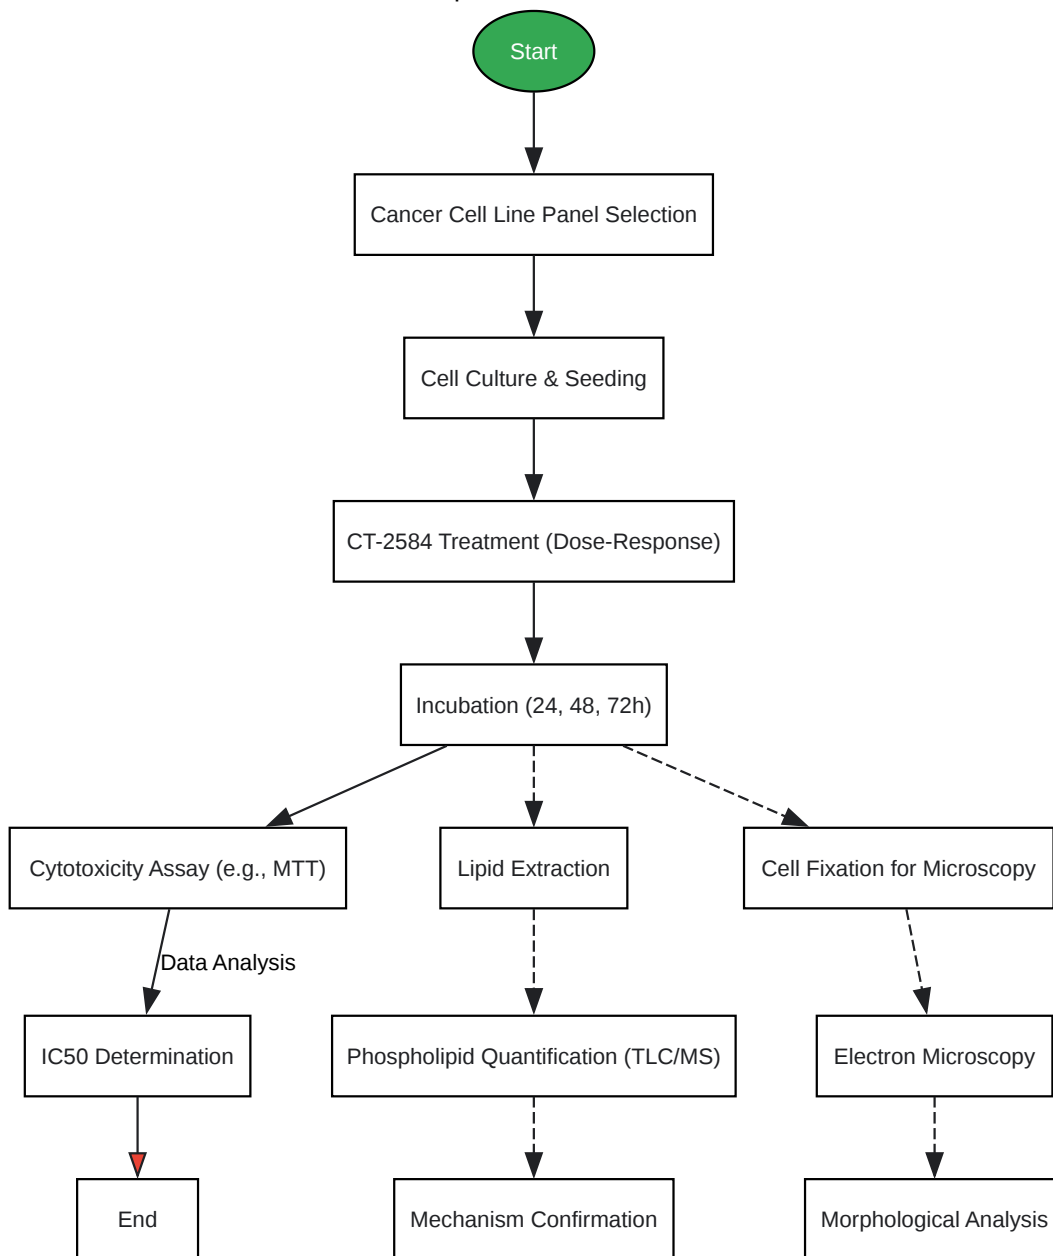 Start
Cancer Cell Line Panel Selection
Cell Culture & Seeding
CT-2584 Treatment (Dose-Response)
Incubation (24, 48, 72h)
Cytotoxicity Assay (e.g., MTT)
Lipid Extraction
Cell Fixation for Microscopy
Data Analysis
IC50 Determination
Phospholipid Quantification (TLC/MS)
Electron Microscopy
End
Mechanism Confirmation
Morphological Analysis